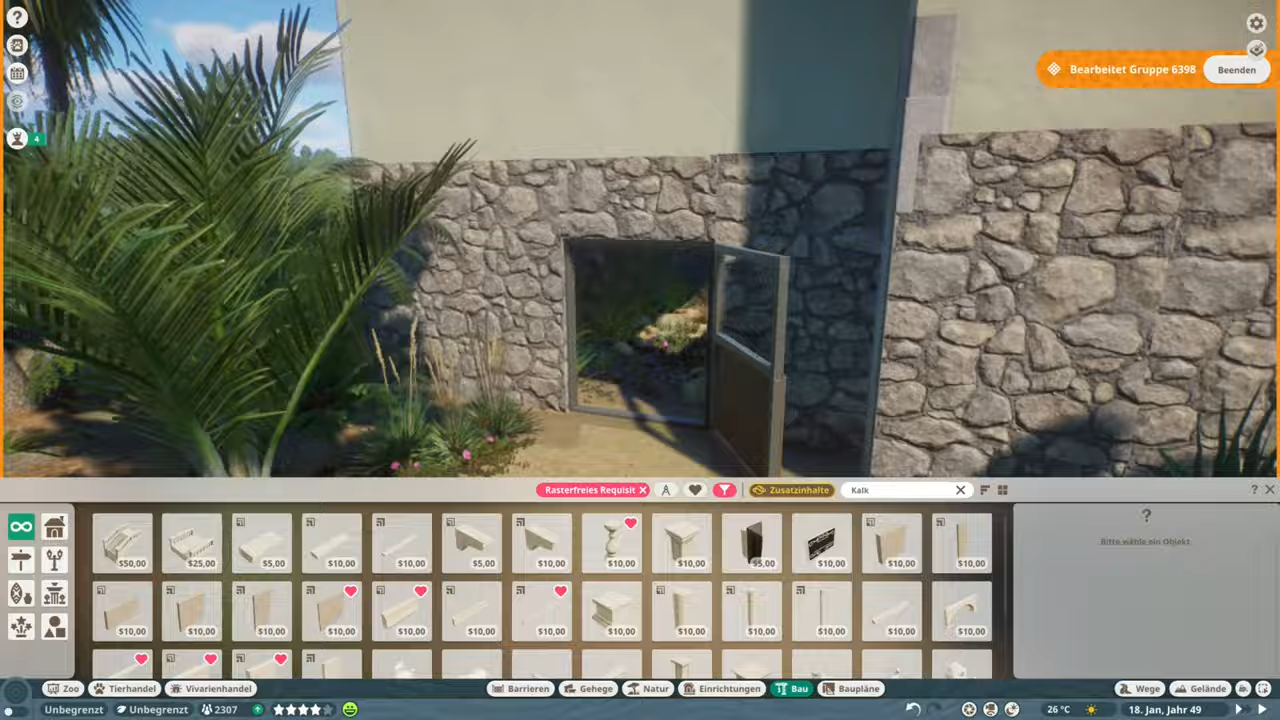 ?
Bearbeitet Gruppe 6398
Beenden
4
Rasterfreies Requisit
Zusatzinhalte
Kalk
?
$50,00
$25,00
$5,00
$10,00
$10,00
$5,00
$10,00
$10,00
$10,00
$5,00
$10,00
$10,00
$10,00
?
Bitte wähle ein Objekt.
$10,00
$10,00
$10,00
$10,00
$10,00
$10,00
$10,00
$10,00
$10,00
$10,00
$10,00
$10,00
$10,00
Zoo
Tierhandel
Vivarienhandel
Barrieren
Gehege
Natur
Einrichtungen
Bau
Baupläne
Wege
Gelände
Unbegrenzt
Unbegrenzt
2307
26 °C
18. Jan, Jahr 49